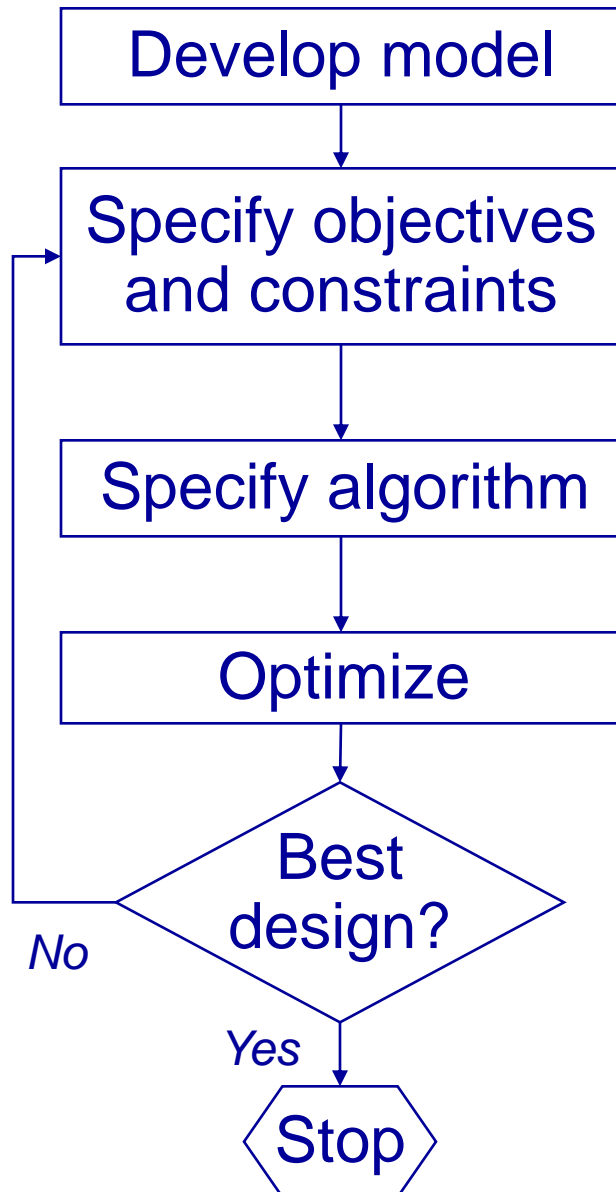 Develop model
Specify objectives
and constraints
Specify algorithm
Optimize
Best
design?
No
Yes
Stop